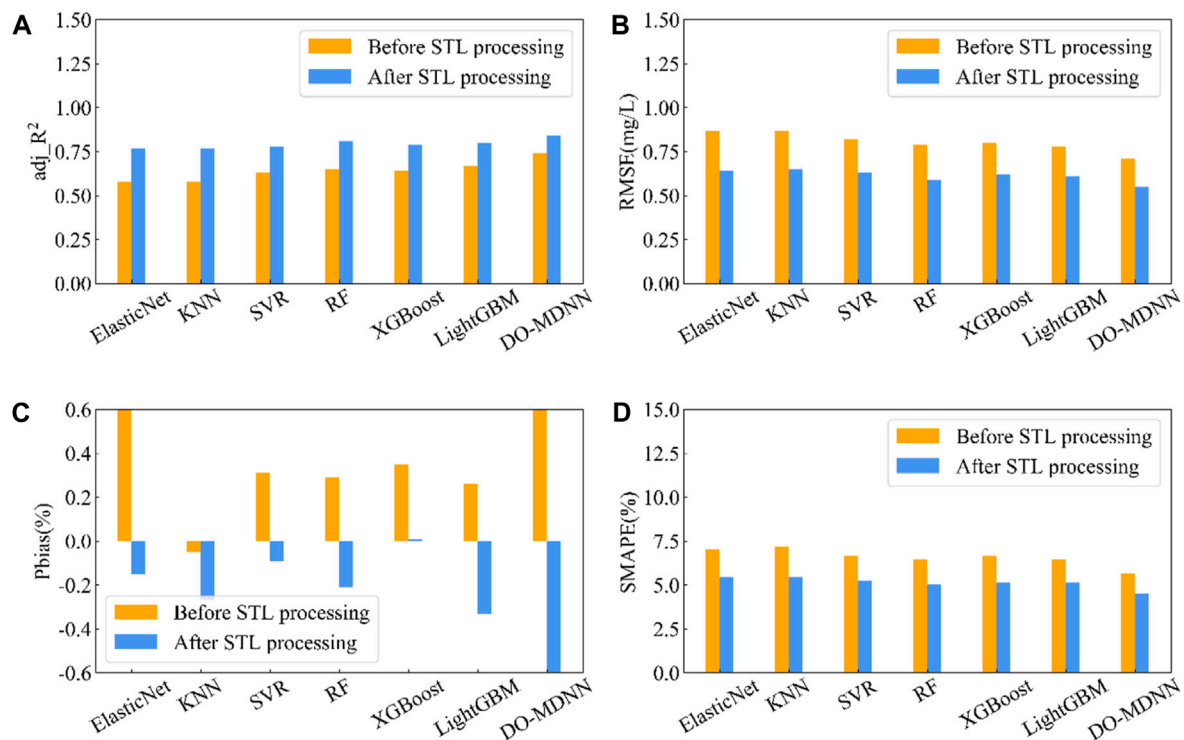 A
1.50
1.25
1.00
0.75
0.50
0.25
0.00
adj_R²
Before STL processing
After STL processing
ElasticNet
KNN
SVR
RF
XGBoost
LightGBM
DO-MDNN
B
1.50
1.25
1.00
0.75
0.50
0.25
0.00
RMSE(mg/L)
Before STL processing
After STL processing
ElasticNet
KNN
SVR
RF
XGBoost
LightGBM
DO-MDNN
C
0.6
0.4
0.2
0.0
-0.2
-0.4
-0.6
Pbias(%)
Before STL processing
After STL processing
ElasticNet
KNN
SVR
RF
XGBoost
LightGBM
DO-MDNN
D
15.0
12.5
10.0
7.5
5.0
2.5
0.0
SMAPE(%)
Before STL processing
After STL processing
ElasticNet
KNN
SVR
RF
XGBoost
LightGBM
DO-MDNN